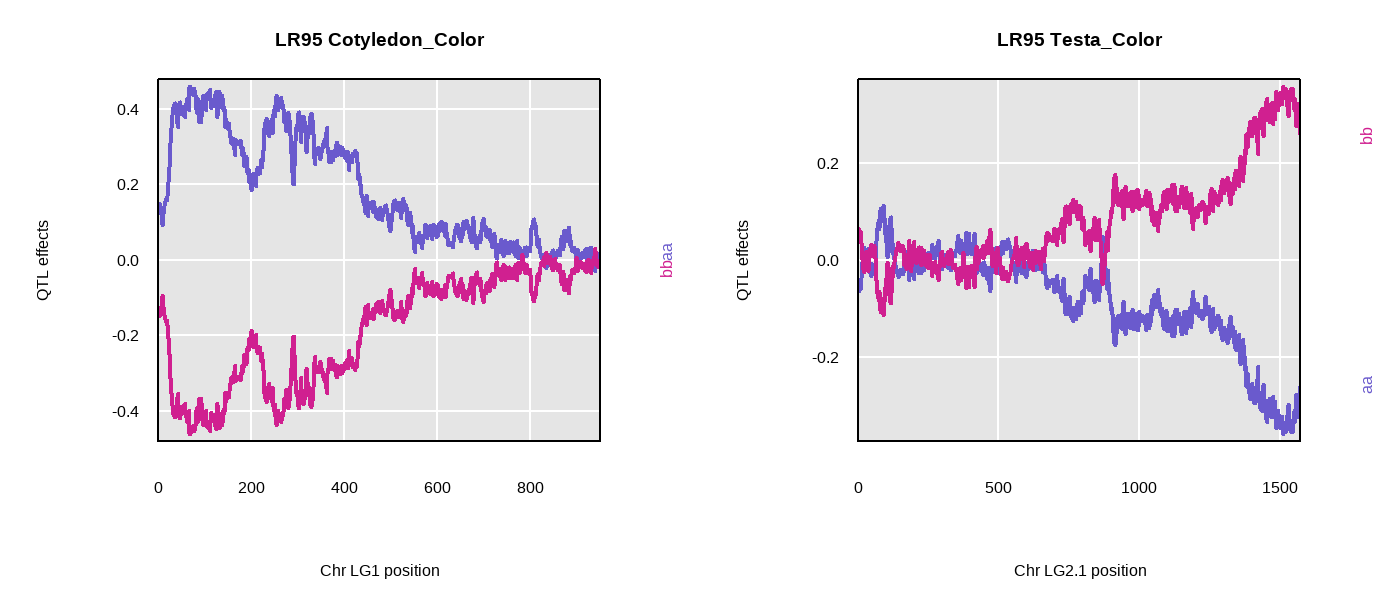 LR95 Cotyledon_Color
QTL effects
0.4
0.2
0.0
-0.2
-0.4
0 200 400 600 800
Chr LG1 position
bbaa
LR95 Testa_Color
QTL effects
0.2
0.0
-0.2
0 500 1000 1500
Chr LG2.1 position
bb
aa